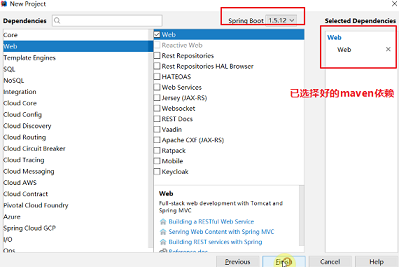 New Project
Dependencies
Spring Boot 1.5.12
Selected Dependencies
Core
Web
Template Engines
SQL
NoSQL
Integration
Cloud Core
Cloud Config
Cloud Discovery
Cloud Routing
Cloud Circuit Breaker
Cloud Tracing
Cloud Messaging
Cloud AWS
Cloud Contract
Pivotal Cloud Foundry
Azure
Spring Cloud GCP
I/O
Ops
Web
Reactive Web
Rest Repositories
Rest Repositories HAL Browser
HATEOAS
Web Services
Jersey (JAX-RS)
Websocket
REST Docs
Vaadin
Apache CXF (JAX-RS)
Ratpack
Mobile
Keycloak
Web
Full-stack web development with Tomcat and
Spring MVC
Building a RESTful Web Service
Serving Web Content with Spring MVC
Building REST services with Spring
Reference doc
Web
Web
已选择好的maven依赖
Previous
Finish
Cancel
Help